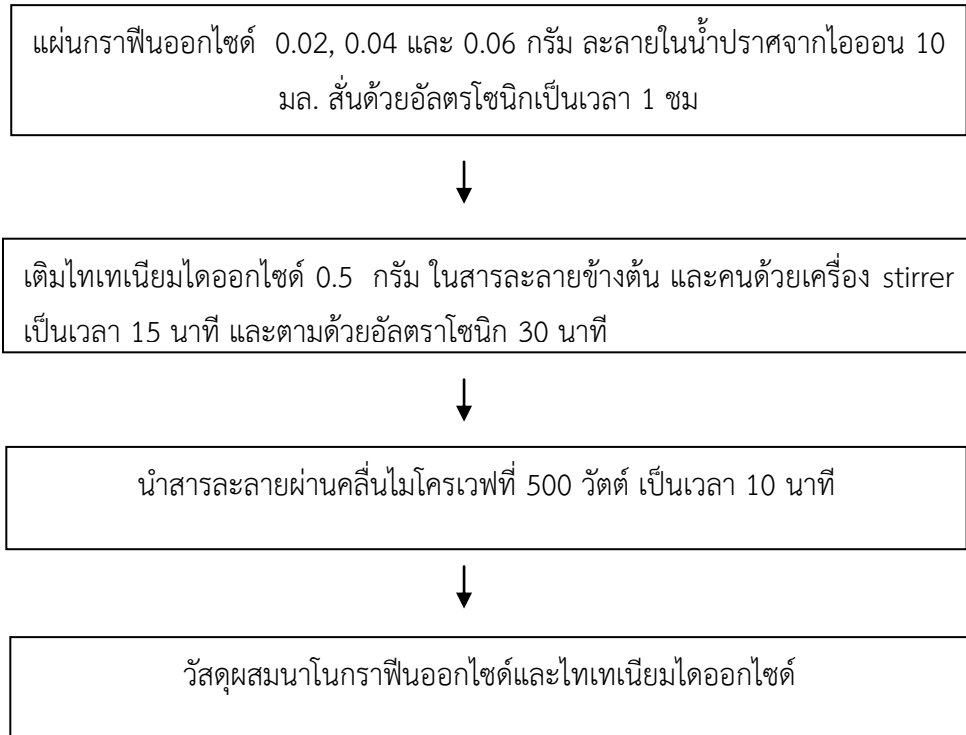 แผ่นกราฟีนออกไซด์ 0.02, 0.04 และ 0.06 กรัม ละลายในน้ำปราศจากไอออน 10
มล. สั่นด้วยอัลตรโซนิกเป็นเวลา 1 ชม
เติมไทเทเนียมไดออกไซด์ 0.5 กรัม ในสารละลายข้างต้น และคนด้วยเครื่อง stirrer
เป็นเวลา 15 นาที และตามด้วยอัลตราโซนิก 30 นาที
นำสารละลายผ่านคลื่นไมโครเวฟที่ 500 วัตต์ เป็นเวลา 10 นาที
วัสดุผสมนาโนกราฟีนออกไซด์และไทเทเนียมไดออกไซด์